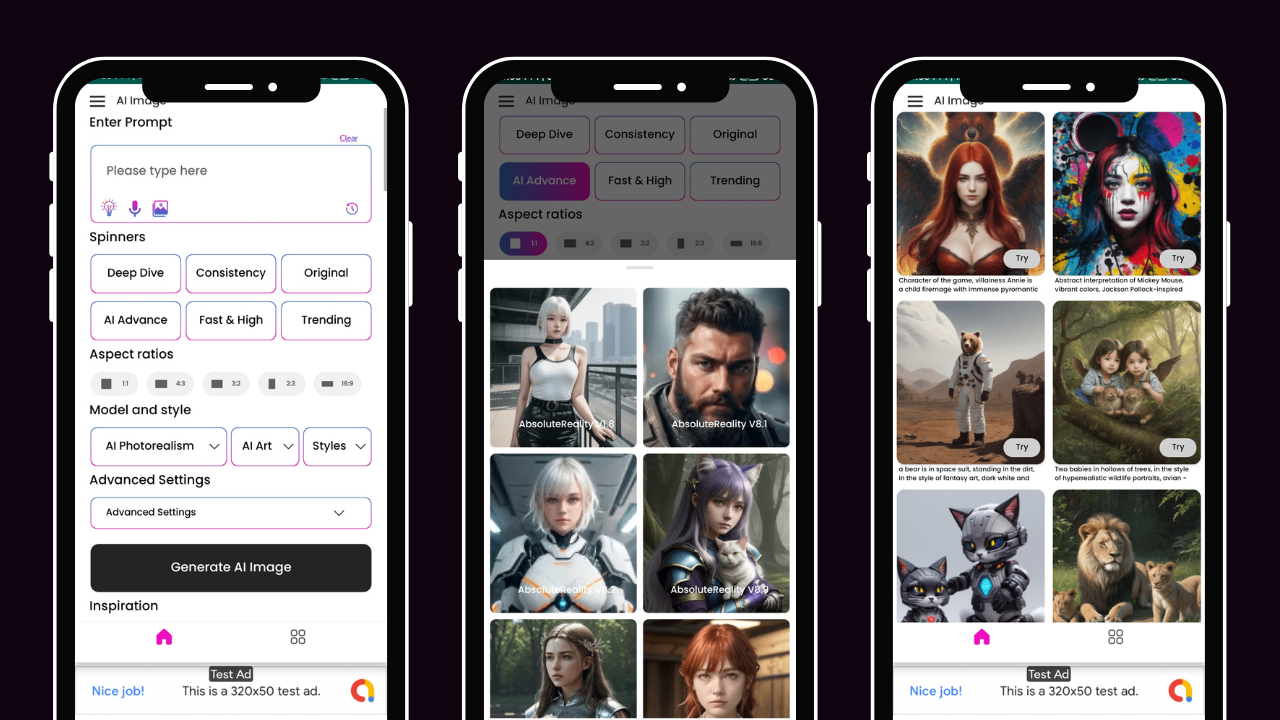 AI Image
Enter Prompt
Clear
Please type here
Spinners
Deep Dive
Consistency
Original
AI Advance
Fast & High
Trending
Aspect ratios
1:1
4:3
3:2
2:3
16:9
Model and style
AI Photorealism
AI Art
Styles
Advanced Settings
Advanced Settings
Generate AI Image
Inspiration
Test Ad
Nice job!
This is a 320x50 test ad.
AI Image
Deep Dive
Consistency
Original
AI Advance
Fast & High
Trending
Aspect ratios
1:1
4:3
3:2
2:3
16:9
AbsoluteReality V1.6
AbsoluteReality V8.1
AbsoluteReality V8.2
AbsoluteReality V8.9
AI Image
Try
Try
Character of the game, villainess Annie is
a child firemage with immense pyromantic
Abstract interpretation of Mickey Mouse,
vibrant colors, Jackson Pollock-inspired
Try
Try
a bear is in space suit, standing in the dirt,
in the style of fantasy art, dark white and
Two babies in hollows of trees, in the style
of hyperrealistic wildlife portraits, avian -
Test Ad
Nice job!
This is a 320x50 test ad.